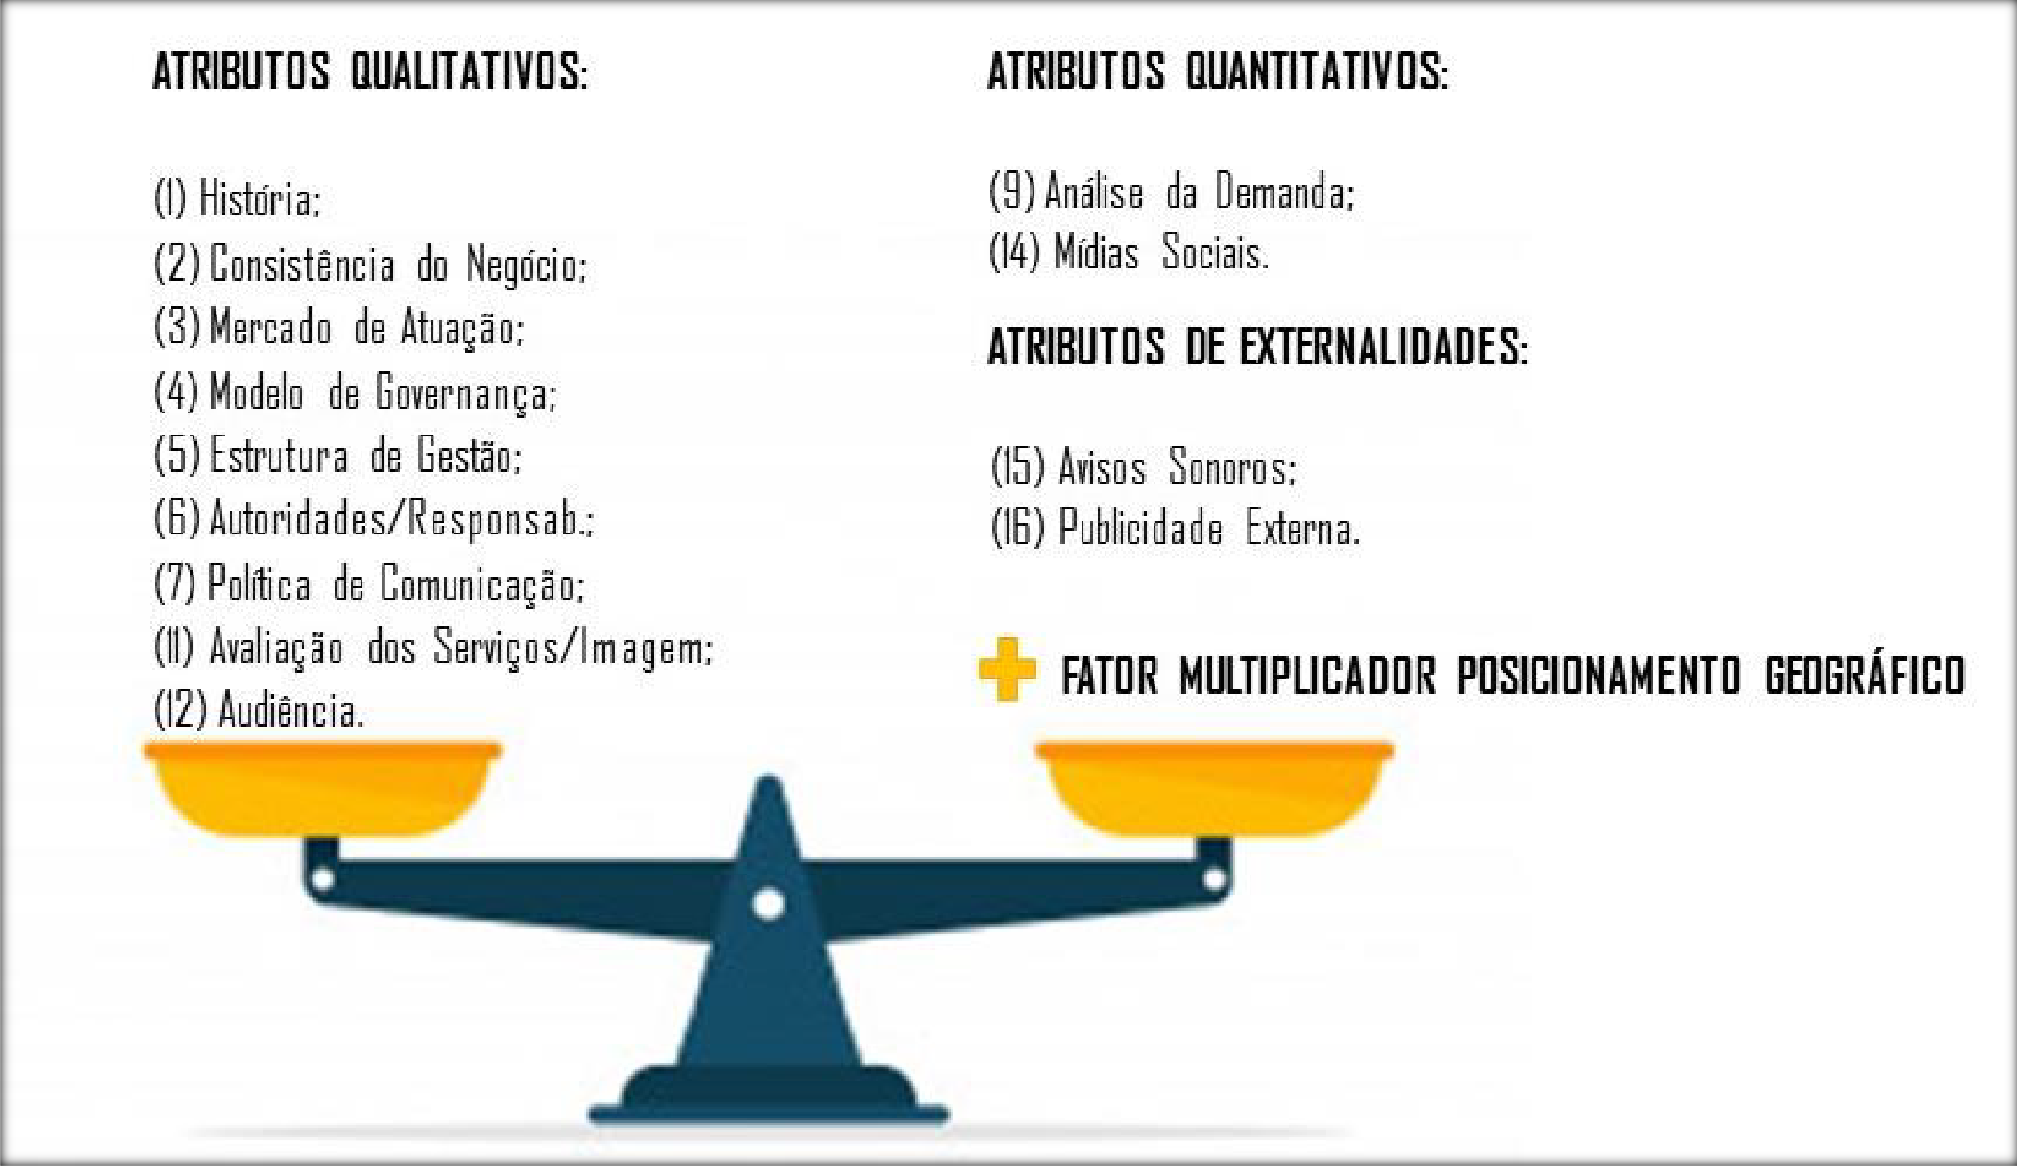 ATRIBUTOS QUALITATIVOS:
(1) História;
(2) Consistência do Negócio;
(3) Mercado de Atuação;
(4) Modelo de Governança;
(5) Estrutura de Gestão;
(6) Autoridades/Responsab.;
(7) Política de Comunicação;
(11) Avaliação dos Serviços/Imagem;
(12) Audiência.
ATRIBUTOS QUANTITATIVOS:
(9) Análise da Demanda;
(14) Mídias Sociais.
ATRIBUTOS DE EXTERNALIDADES:
(15) Avisos Sonoros;
(16) Publicidade Externa.
FATOR MULTIPLICADOR POSICIONAMENTO GEOGRÁFICO